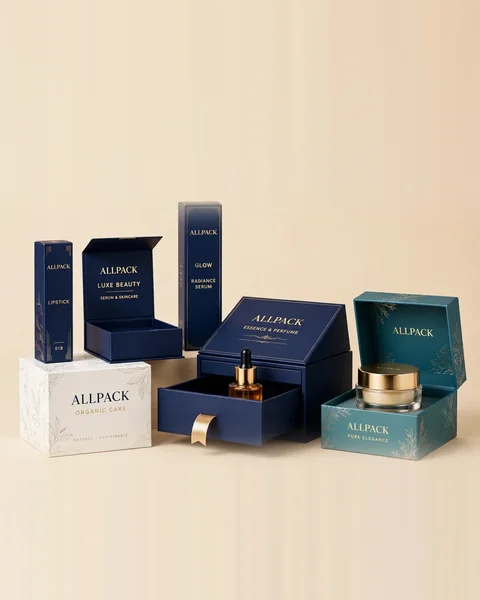 ALLPACK
LIPSTICK
018
ALLPACK
LUXE BEAUTY
SERUM & SKINCARE
ALLPACK
GLOW
RADIANCE
SERUM
ALLPACK
ESSENCE & PERFUME
ALLPACK
ALLPACK
ORGANIC CARE
NATURAL • SUSTAINABLE
ALLPACK
PURE ELEGANCE